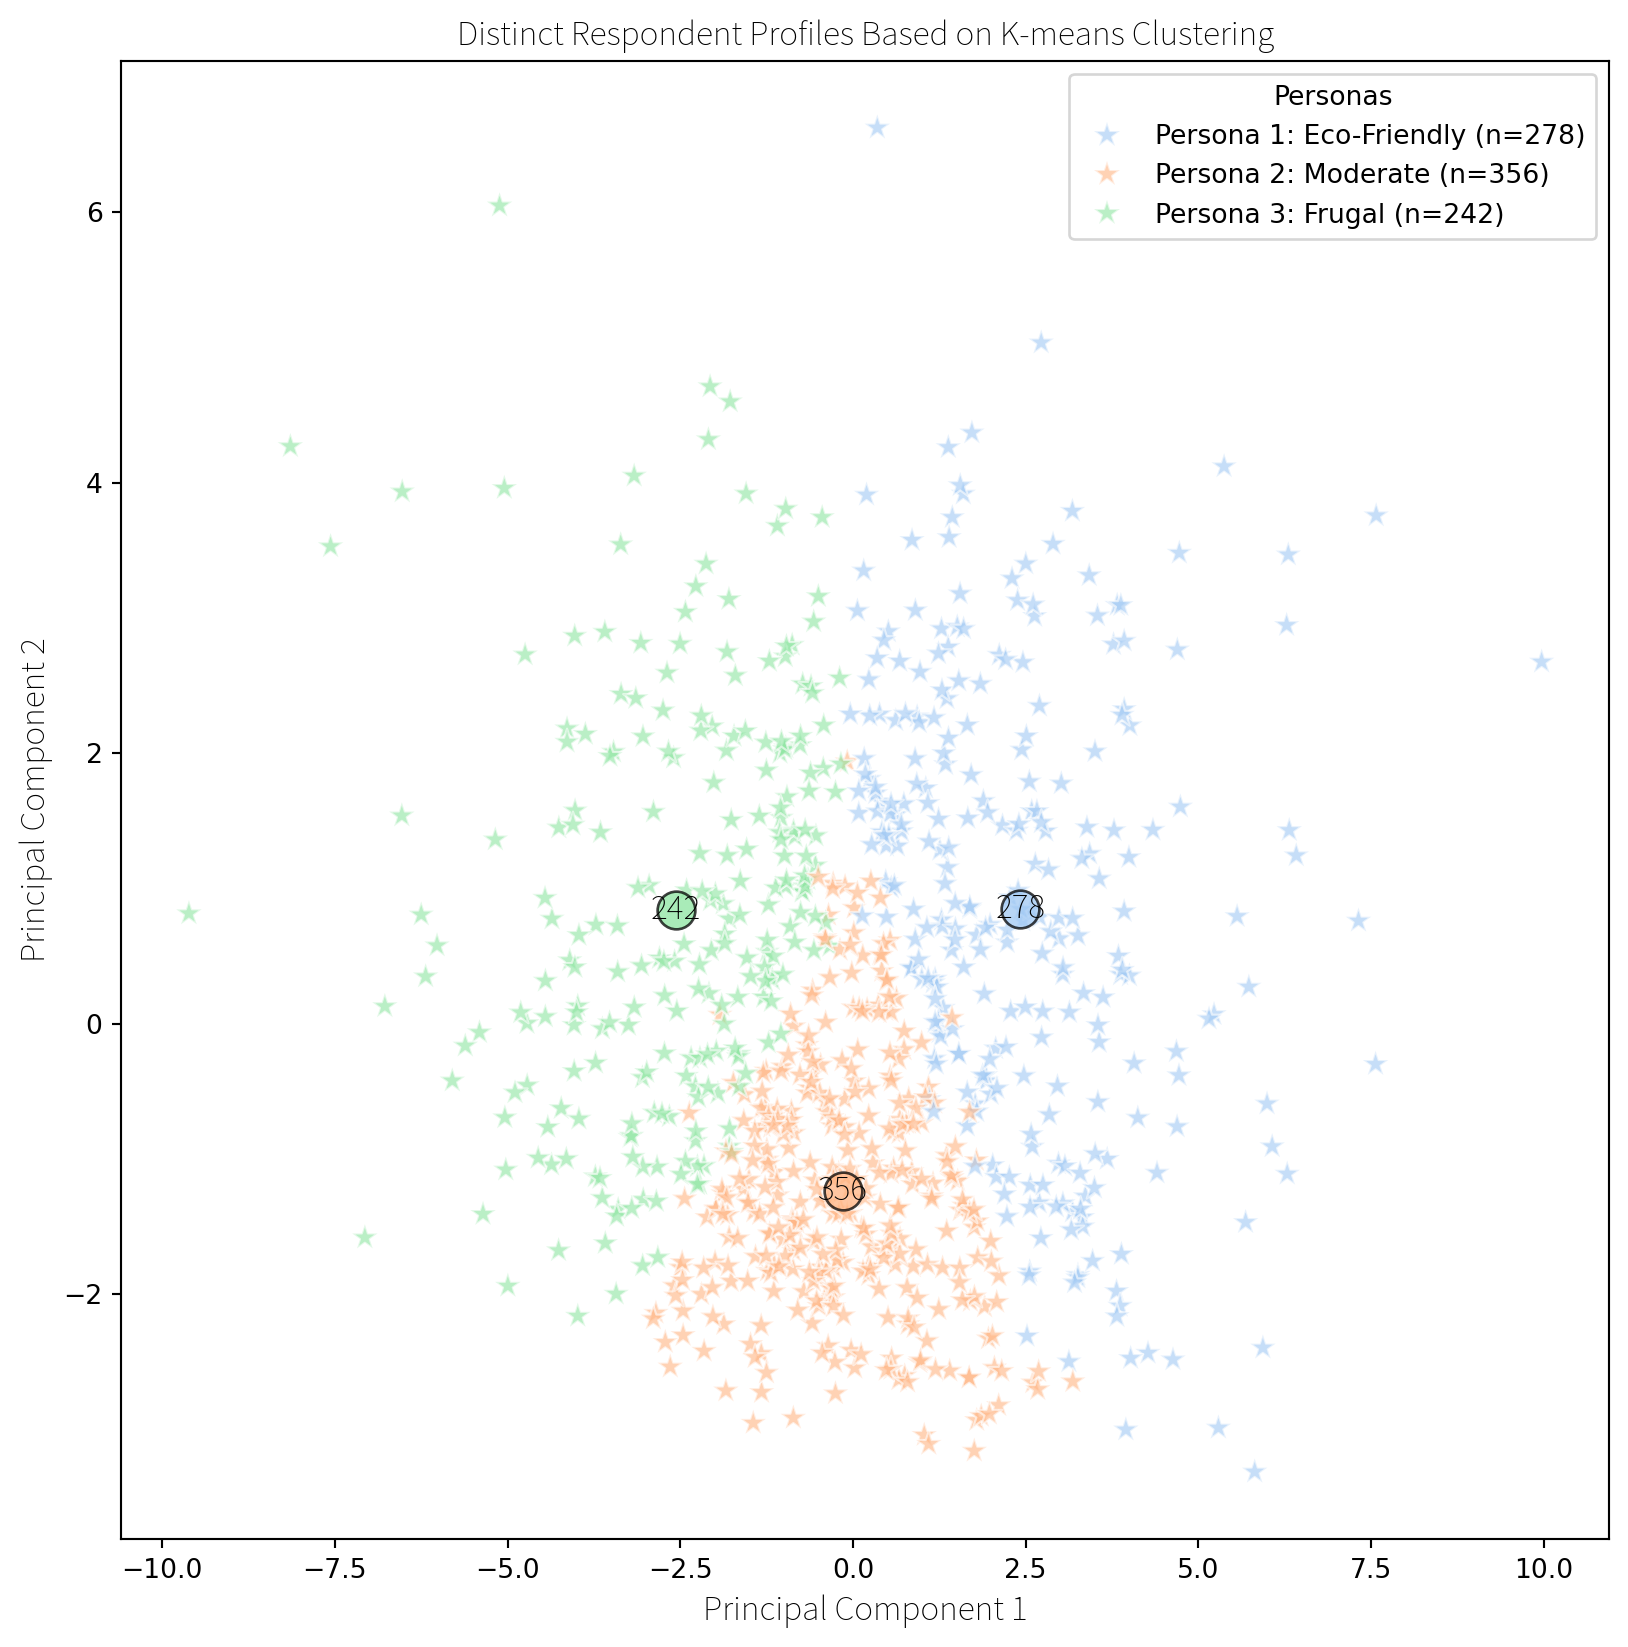 Distinct Respondent Profiles Based on K-means Clustering
Personas
Persona 1: Eco-Friendly (n=278)
Persona 2: Moderate (n=356)
Persona 3: Frugal (n=242)
Principal Component 2
6
4
2
0
−2
242
278
356
−10.0 −7.5 −5.0 −2.5 0.0 2.5 5.0 7.5 10.0
Principal Component 1